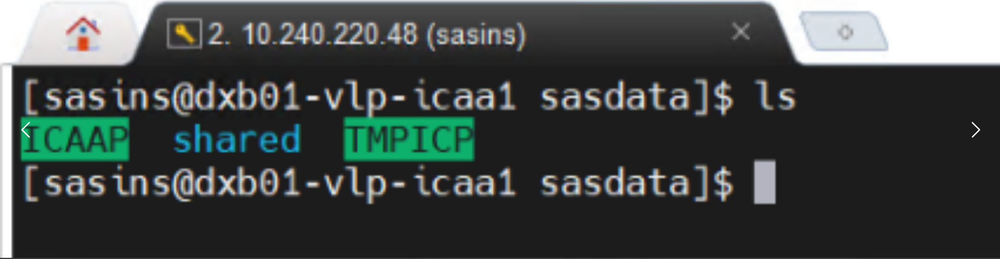 2. 10.240.220.48 (sasins)
[sasins@dxb01-vlp-icaa1 sasdata]$ ls
ICAAP shared TMPICP
[sasins@dxb01-vlp-icaa1 sasdata]$